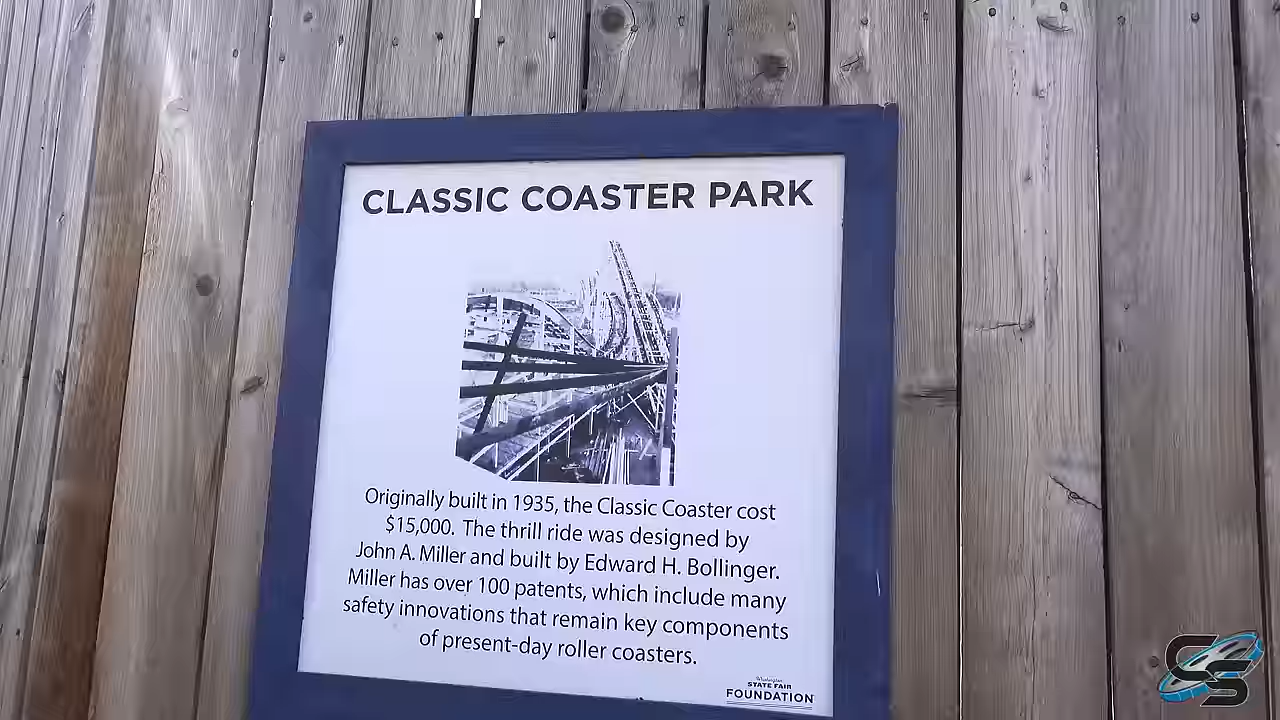 CLASSIC COASTER PARK
Originally built in 1935, the Classic Coaster cost
$15,000. The thrill ride was designed by
John A. Miller and built by Edward H. Bollinger.
Miller has over 100 patents, which include many
safety innovations that remain key components
of present-day roller coasters.
Washington
STATE FAIR
FOUNDATION
CS